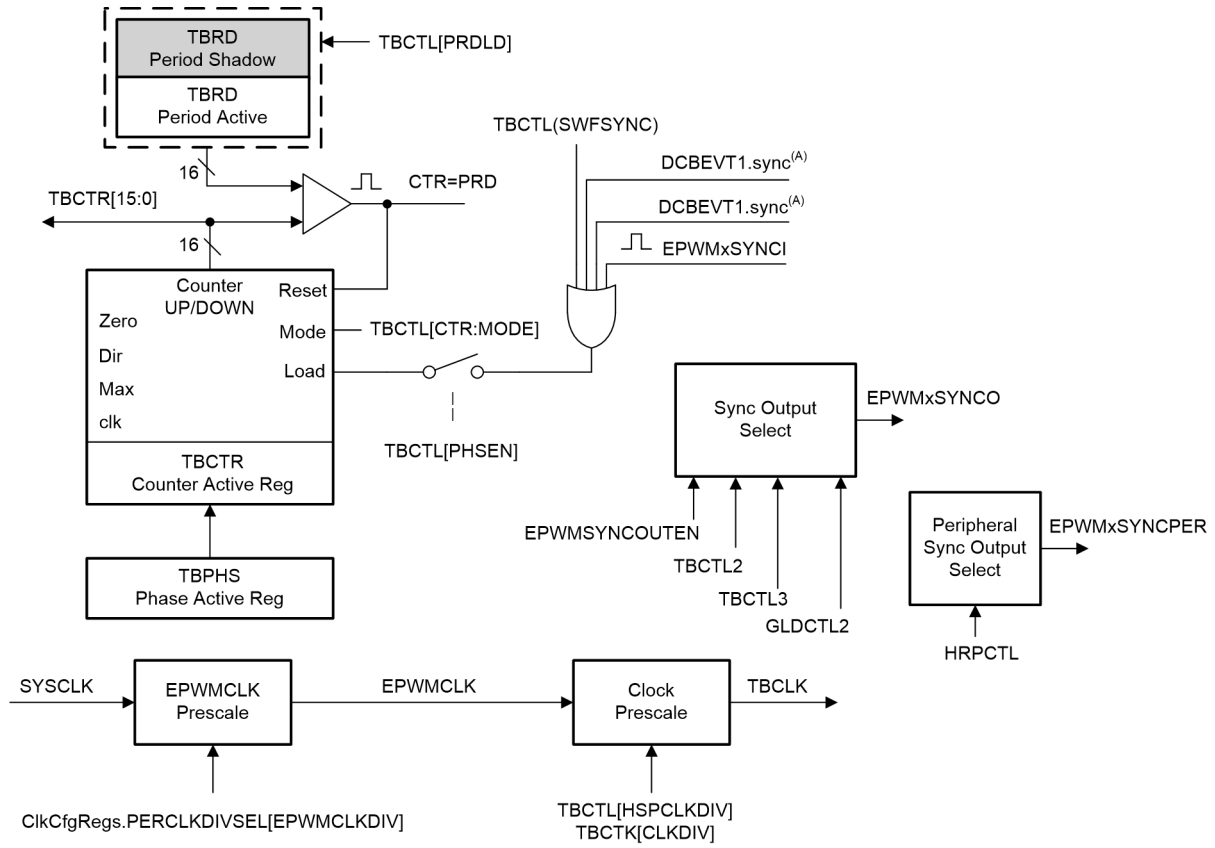 TBRD
Period Shadow
TBCTL[PRDLD]
TBRD
Period Active
TBCTL(SWFSYNC)
16
DCBEVT1.sync(A)
TBCTR[15:0]
CTR=PRD
DCBEVT1.sync(A)
16
EPWMxSYNCI
Counter
UP/DOWN
Reset
Zero
Mode
TBCTL[CTR:MODE]
Dir
Load
Max
clk
TBCTL[PHSEN]
Sync Output
Select
EPWMxSYNCO
TBCTR
Counter Active Reg
EPWMSYNCOUTEN
TBCTL2
TBCTL3
GLDCTL2
Peripheral
Sync Output
Select
EPWMxSYNCPER
HRPCTL
TBPHS
Phase Active Reg
SYSCLK
EPWMCLK
Prescale
EPWMCLK
Clock
Prescale
TBCLK
ClkCfgRegs.PERCLKDIVSEL[EPWMCLKDIV]
TBCTL[HSPCLKDIV]
TBCTK[CLKDIV]